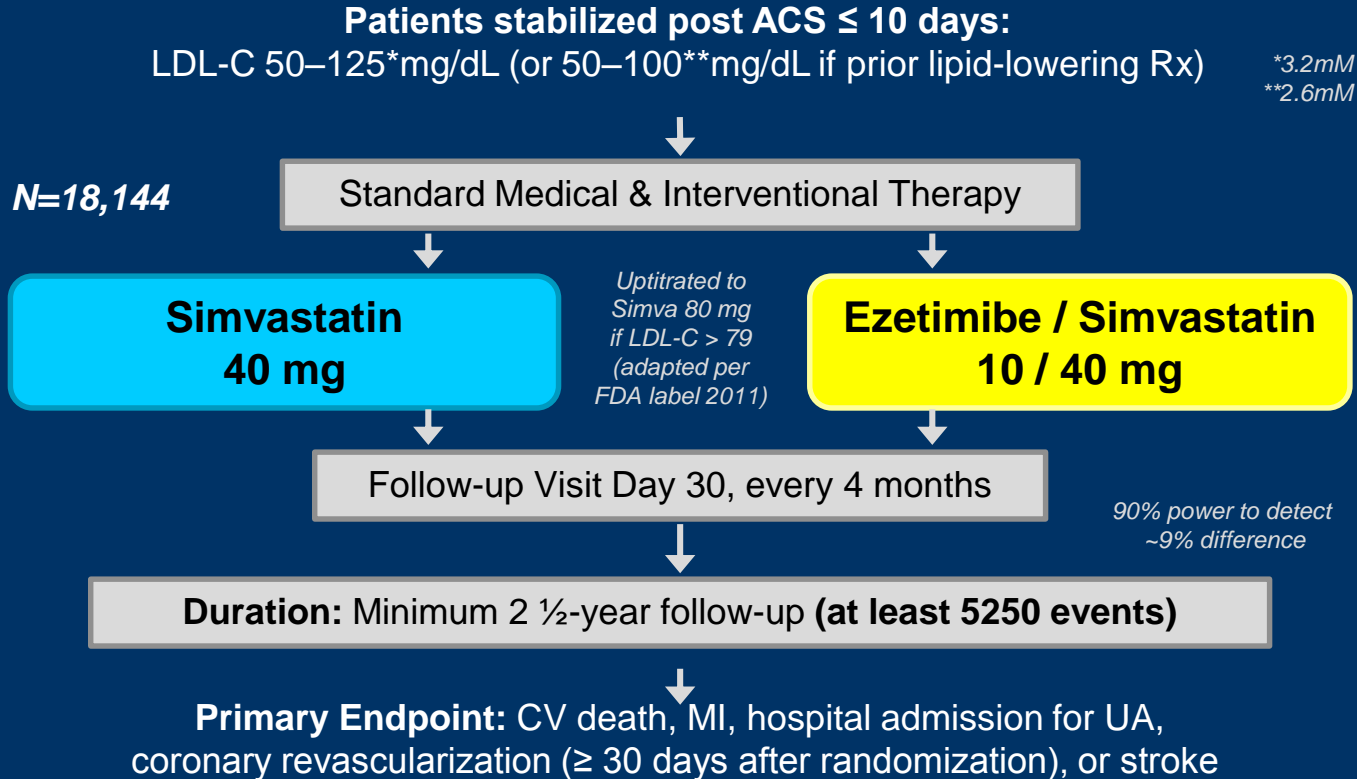 Patients stabilized post ACS ≤ 10 days:
LDL-C 50–125*mg/dL (or 50–100**mg/dL if prior lipid-lowering Rx)
*3.2mM
**2.6mM
N=18,144
Standard Medical & Interventional Therapy
Simvastatin
40 mg
Uptitrated to
Simva 80 mg
if LDL-C > 79
(adapted per
FDA label 2011)
Ezetimibe / Simvastatin
10 / 40 mg
Follow-up Visit Day 30, every 4 months
90% power to detect
~9% difference
Duration: Minimum 2 ½-year follow-up (at least 5250 events)
Primary Endpoint: CV death, MI, hospital admission for UA,
coronary revascularization (≥ 30 days after randomization), or stroke